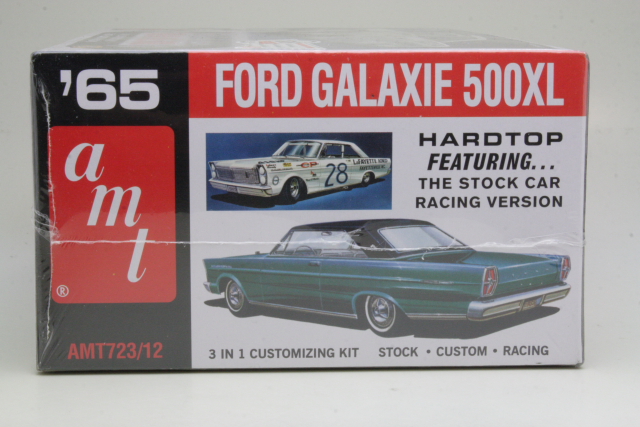 '65
FORD GALAXIE 500XL
amt
®
HARDTOP
FEATURING...
THE STOCK CAR
RACING VERSION
28
AMT723/12
3 IN 1 CUSTOMIZING KIT STOCK • CUSTOM • RACING